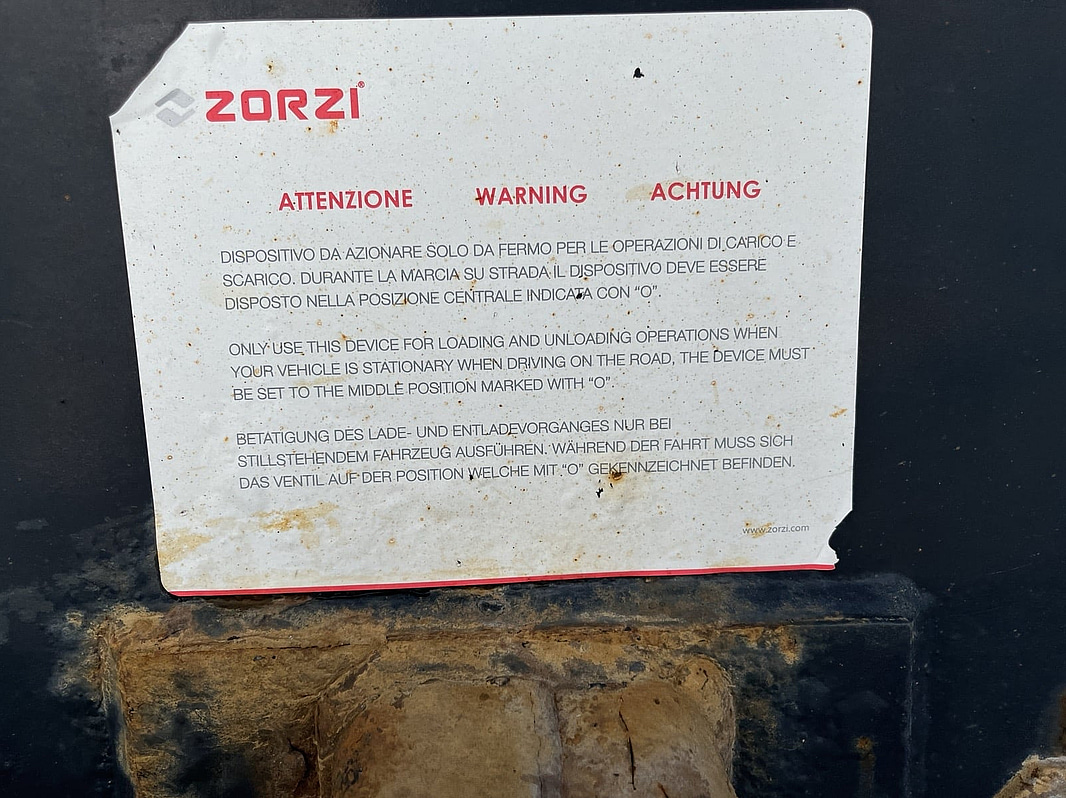 ZORZI®
ATTENZIONE WARNING ACHTUNG
DISPOSITIVO DA AZIONARE SOLO DA FERMO PER LE OPERAZIONI DI CARICO E
SCARICO. DURANTE LA MARCIA SU STRADA IL DISPOSITIVO DEVE ESSERE
DISPOSTO NELLA POSIZIONE CENTRALE INDICATA CON “O”.
ONLY USE THIS DEVICE FOR LOADING AND UNLOADING OPERATIONS WHEN
YOUR VEHICLE IS STATIONARY WHEN DRIVING ON THE ROAD, THE DEVICE MUST
BE SET TO THE MIDDLE POSITION MARKED WITH “O”.
BETATIGUNG DES LADE- UND ENTLADEVORGANGES NUR BEI
STILLSTEHENDEM FAHRZEUG AUSFÜHREN. WÄHREND DER FAHRT MUSS SICH
DAS VENTIL AUF DER POSITION WELCHE MIT “O” GEKENNZEICHNET BEFINDEN.
www.zorzi.com